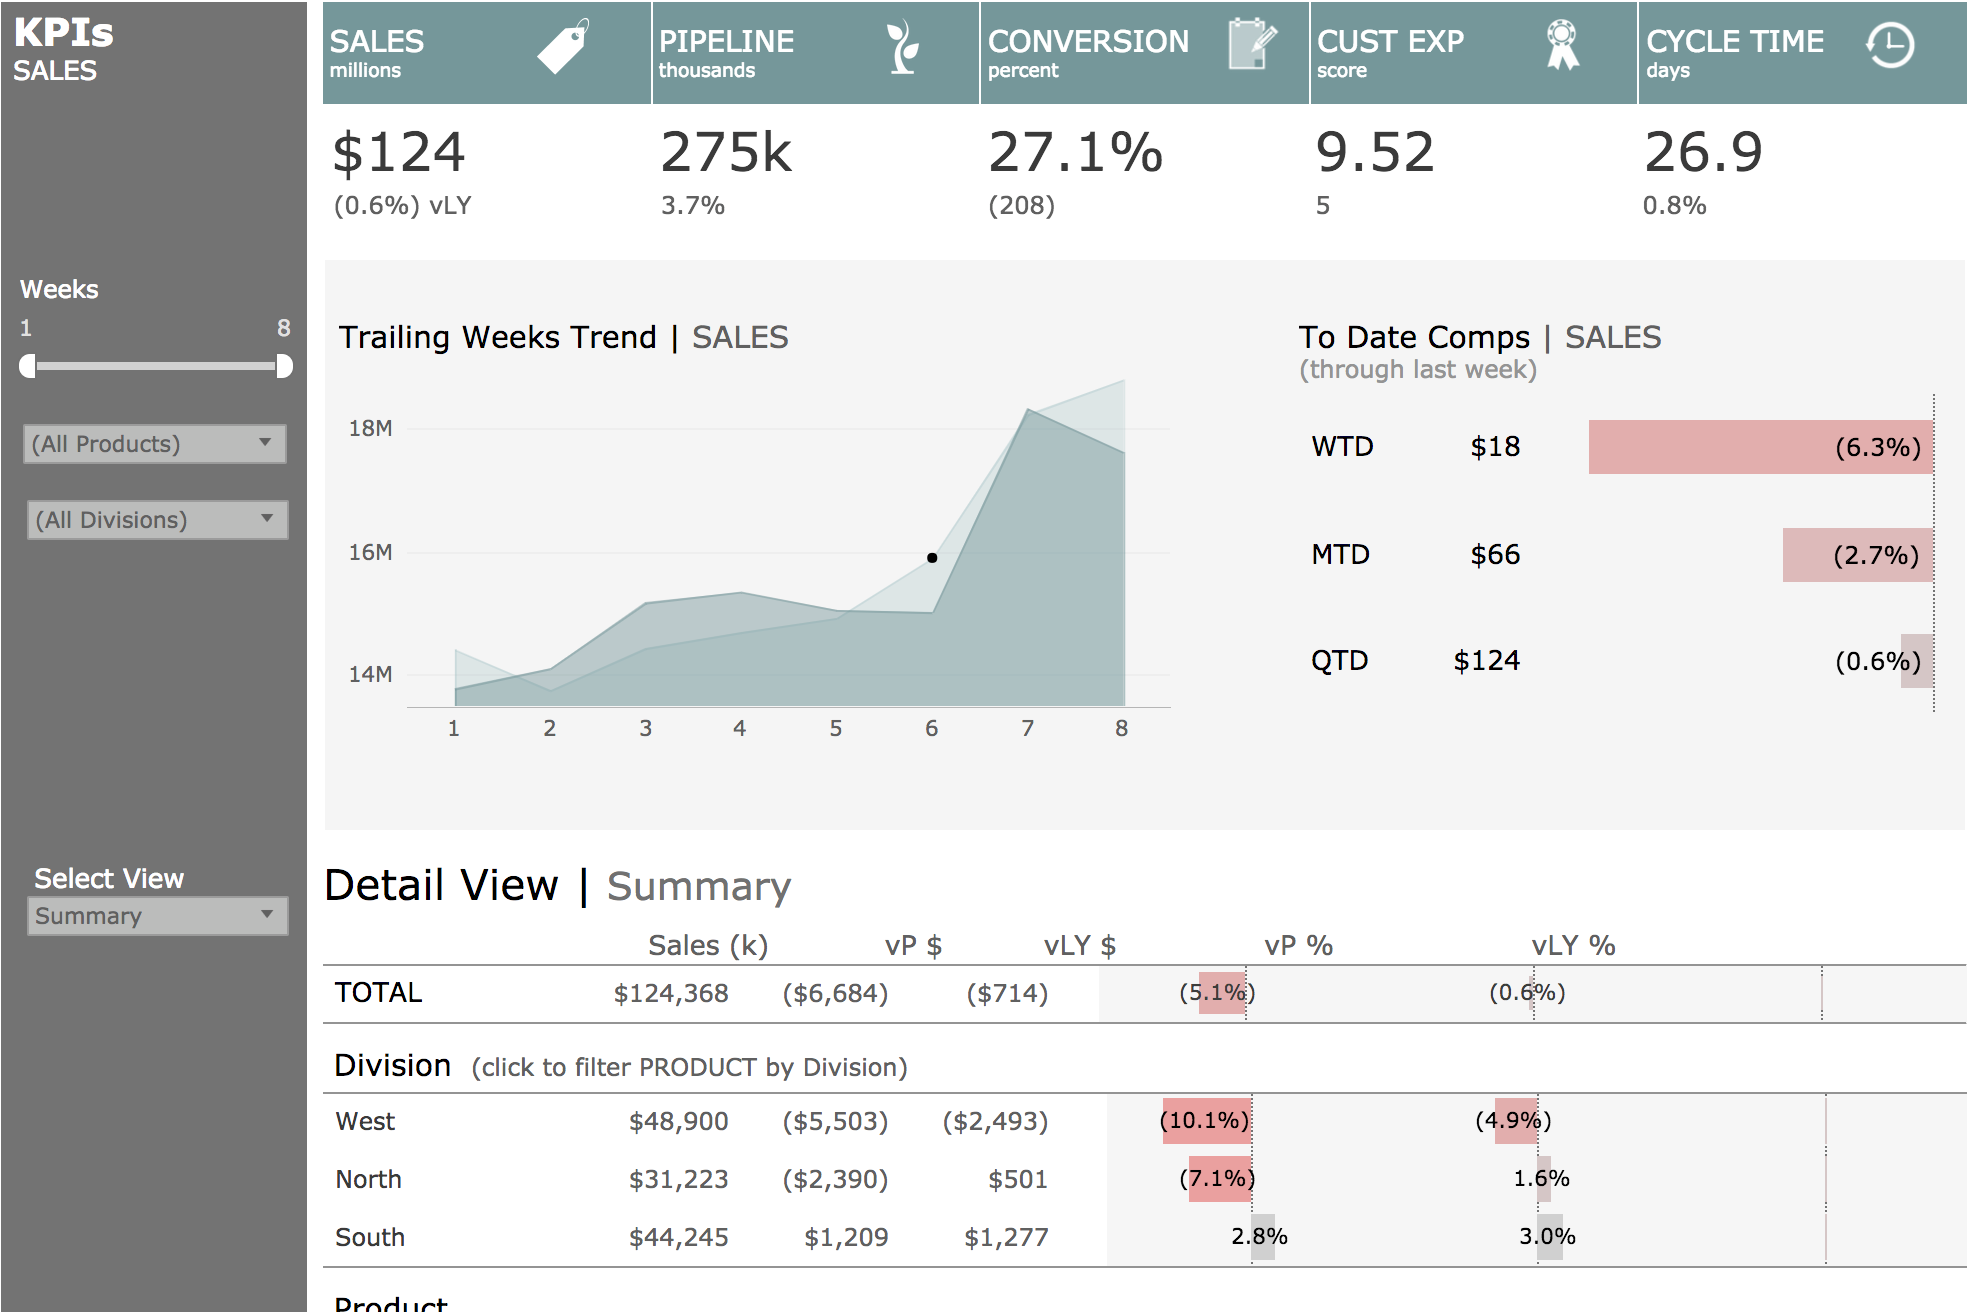 KPIs
SALES
SALES
millions
PIPELINE
thousands
CONVERSION
percent
CUST EXP
score
CYCLE TIME
days
$124
(0.6%) vLY
275k
3.7%
27.1%
(208)
9.52
5
26.9
0.8%
Weeks
1 8
(All Products)
(All Divisions)
Select View
Summary
Trailing Weeks Trend | SALES
18M
16M
14M
1 2 3 4 5 6 7 8
To Date Comps | SALES
(through last week)
WTD $18 (6.3%)
MTD $66 (2.7%)
QTD $124 (0.6%)
Detail View | Summary
Sales (k) vP $ vLY $ vP % vLY %
TOTAL $124,368 ($6,684) ($714) (5.1%) (0.6%)
Division (click to filter PRODUCT by Division)
West $48,900 ($5,503) ($2,493) (10.1%) (4.9%)
North $31,223 ($2,390) $501 (7.1%) 1.6%
South $44,245 $1,209 $1,277 2.8% 3.0%
Product